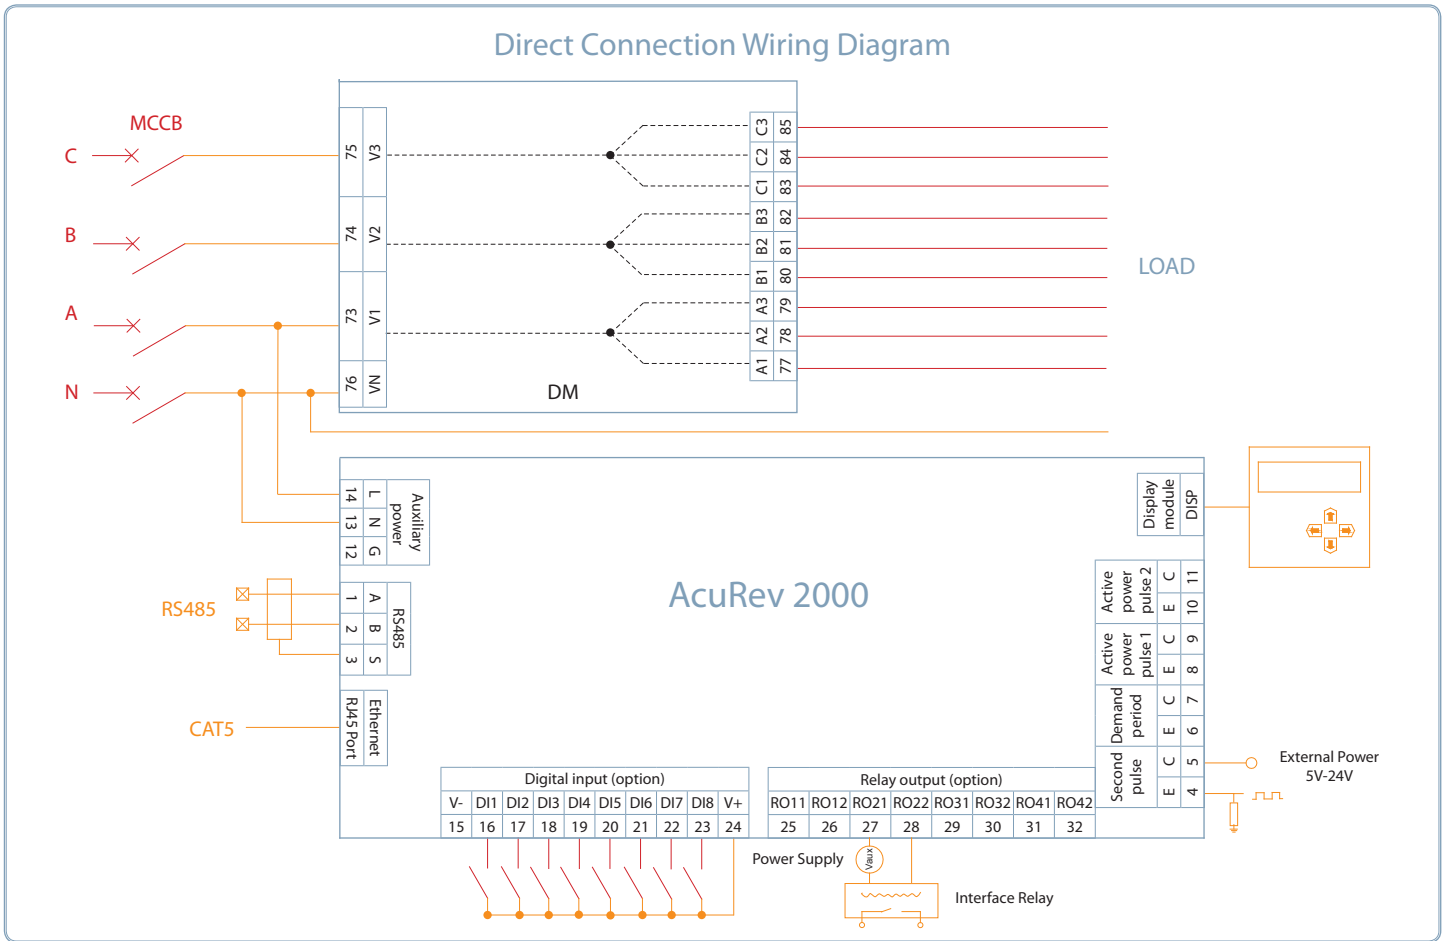 Direct Connection Wiring Diagram
MCCB
C
B
A
N
75 V3
74 V2
73 V1
76 VN
C3 85
C2 84
C1 83
B3 82
B2 81
B1 80
A3 79
A2 78
A1 77
DM
LOAD
14 L
13 N
12 G
Auxiliary
power
RS485
1 A
2 B
3 S
RS485
CAT5
Ethernet
RJ45 Port
AcuRev 2000
Display
module
DISP
Active
power
pulse 2
C 11
E 10
Active
power
pulse 1
C 9
E 8
Demand
period
C 7
E 6
Second
pulse
C 5
E 4
External Power
5V-24V
Digital input (option)
V- DI1 DI2 DI3 DI4 DI5 DI6 DI7 DI8 V+
15 16 17 18 19 20 21 22 23 24
Relay output (option)
RO11 RO12 RO21 RO22 RO31 RO32 RO41 RO42
25 26 27 28 29 30 31 32
Power Supply
Vaux
Interface Relay